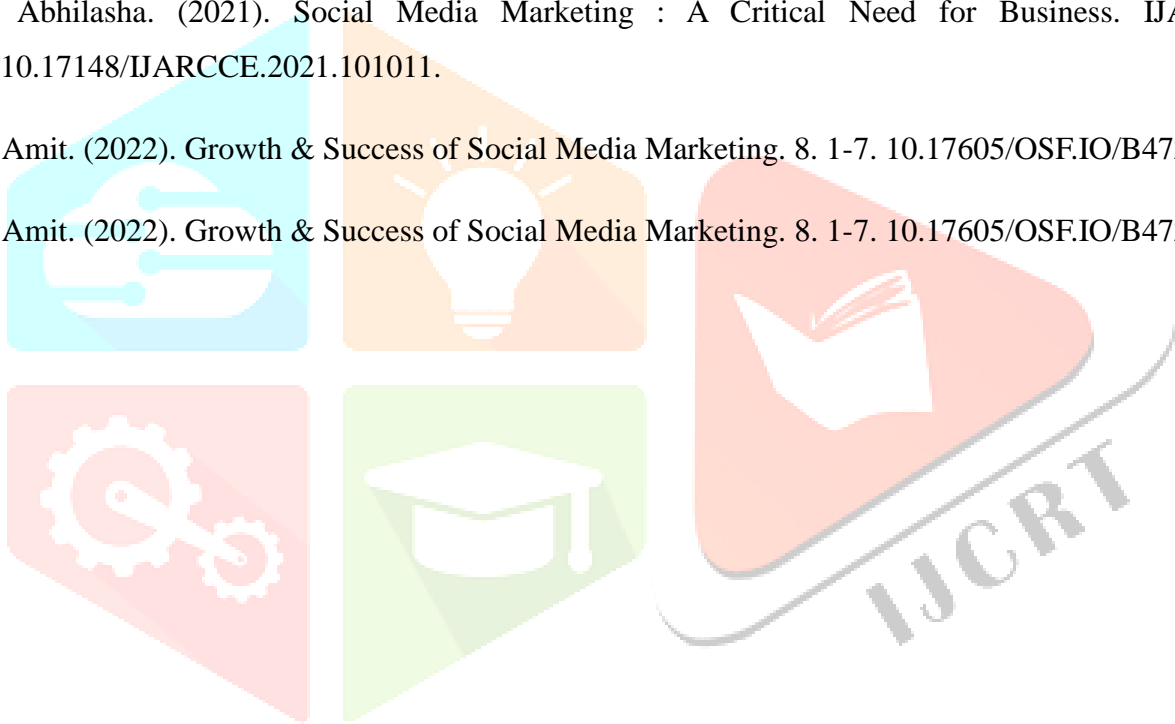 Abhilasha. (2021). Social Media Marketing : A Critical Need for Business. IJA
10.17148/IJARCCE.2021.101011.
Amit. (2022). Growth & Success of Social Media Marketing. 8. 1-7. 10.17605/OSF.IO/B47
Amit. (2022). Growth & Success of Social Media Marketing. 8. 1-7. 10.17605/OSF.IO/B47
IJCRT